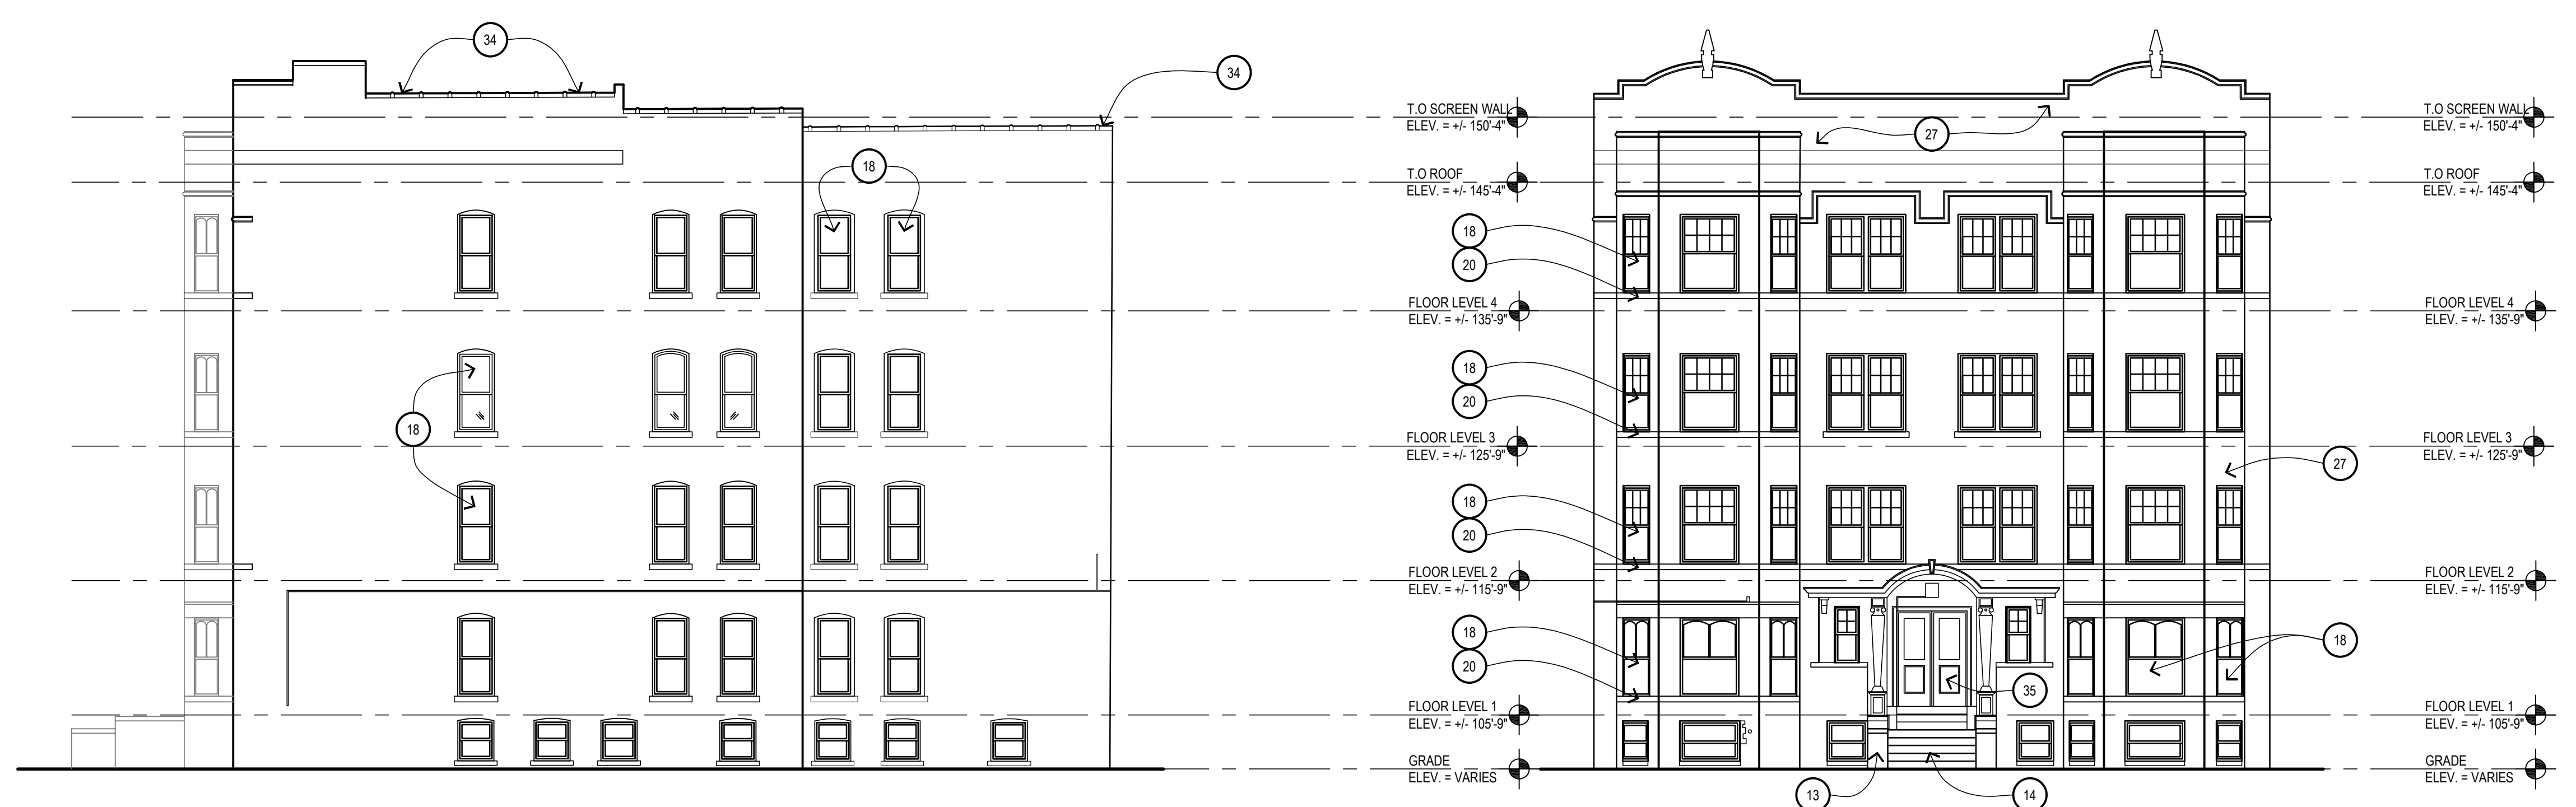 34
34
18
18
T.O SCREEN WALL
ELEV. = +/- 150'-4"
T.O ROOF
ELEV. = +/- 145'-4"
18
20
FLOOR LEVEL 4
ELEV. = +/- 135'-9"
18
20
FLOOR LEVEL 3
ELEV. = +/- 125'-9"
18
20
FLOOR LEVEL 2
ELEV. = +/- 115'-9"
18
20
FLOOR LEVEL 1
ELEV. = +/- 105'-9"
GRADE
ELEV. = VARIES
27
27
18
35
13
14
T.O SCREEN WALL
ELEV. = +/- 150'-4"
T.O ROOF
ELEV. = +/- 145'-4"
FLOOR LEVEL 4
ELEV. = +/- 135'-9"
FLOOR LEVEL 3
ELEV. = +/- 125'-9"
FLOOR LEVEL 2
ELEV. = +/- 115'-9"
FLOOR LEVEL 1
ELEV. = +/- 105'-9"
GRADE
ELEV. = VARIES